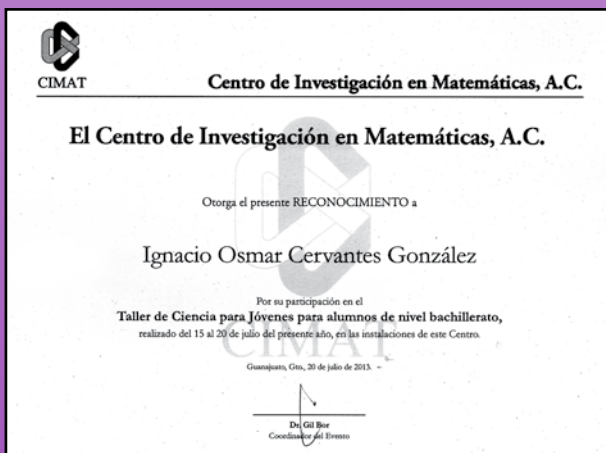 CIMAT
Centro de Investigación en Matemáticas, A.C.
El Centro de Investigación en Matemáticas, A.C.
Otorga el presente RECONOCIMIENTO a
Ignacio Osmar Cervantes González
Por su participación en el
Taller de Ciencia para Jóvenes para alumnos de nivel bachillerato,
realizado del 15 al 20 de julio del presente año, en las instalaciones de este Centro.
CIMAT
Guanajuato, Gto., 20 de julio de 2013.
Dr. Gil Bor
Coordinador del Evento